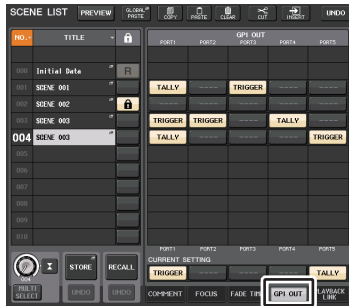 SCENE LIST PREVIEW GLOBAL PASTE COPY PASTE CLEAR CUT INSERT UNDO
NO. TITLE GPI OUT
PORT1 PORT2 PORT3 PORT4 PORT5
000 Initial Data R
001 SCENE 001 TALLY ---- TRIGGER ---- ----
002 SCENE 002 ---- ---- ---- ---- ----
003 SCENE 003 TRIGGER TRIGGER ---- TALLY ----
004 SCENE 003 TALLY ---- ---- ---- TRIGGER
005
006
007
008
009
010
PORT1 PORT2 PORT3 PORT4 PORT5
CURRENT SETTING
004 STORE RECALL TRIGGER ---- ---- ---- TALLY
MULTI SELECT UNDO UNDO COMMENT FOCUS FADE TIME GPI OUT PLAYBACK LINK